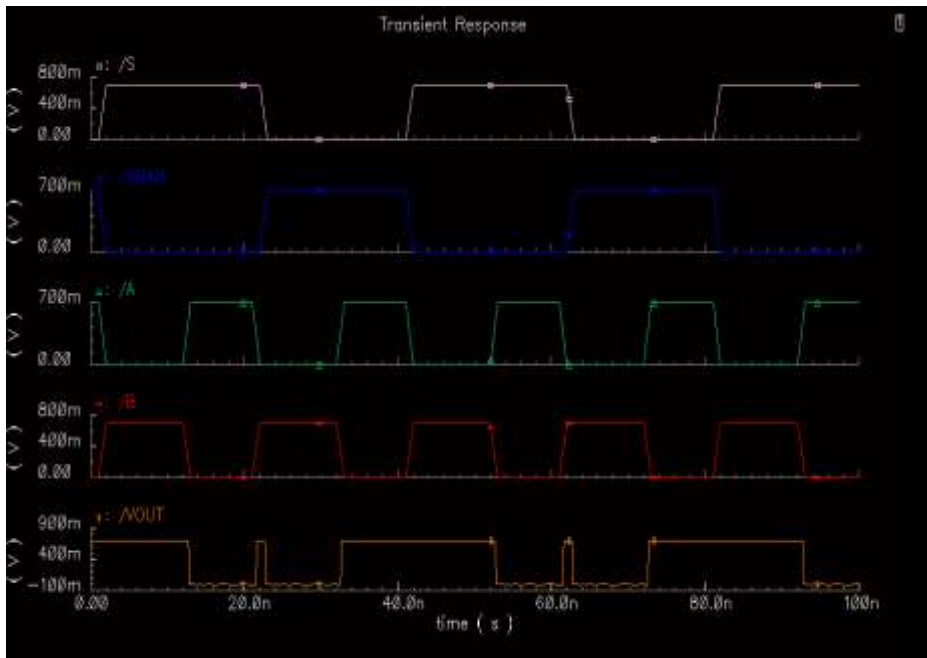 Transient Response
800m
▫: /S
400m
0.00
700m
0.00
700m
▵: /A
0.00
800m
-: /B
400m
0.00
900m
: /VOUT
400m
-100m
0.00 20.0n 40.0n 60.0n 80.0n 100n
time ( s )